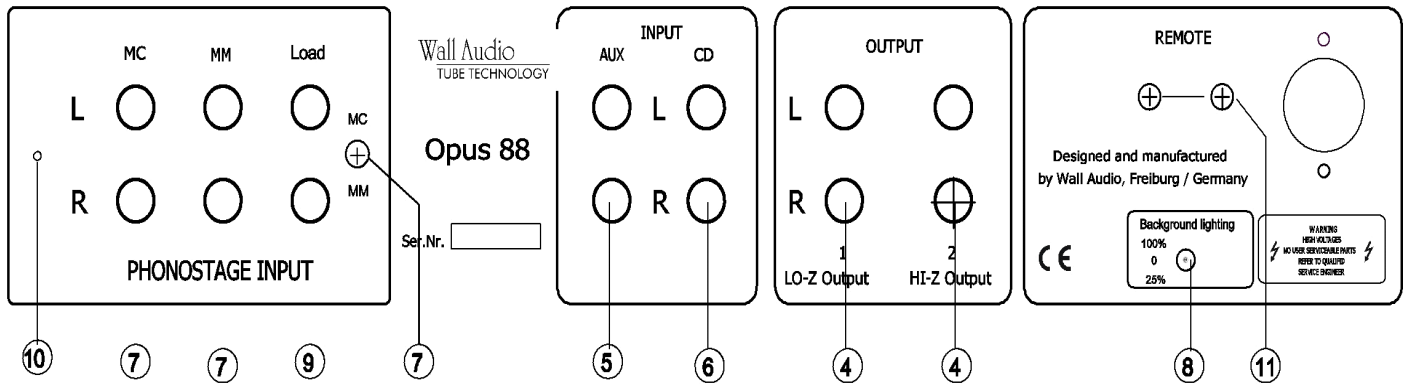 MC MM Load
L
MC
R
MM
PHONOSTAGE INPUT
Wall Audio
TUBE TECHNOLOGY
Opus 88
Ser.Nr.
INPUT
AUX CD
L
R
OUTPUT
L
R
1 2
LO-Z Output HI-Z Output
REMOTE
Designed and manufactured
by Wall Audio, Freiburg / Germany
CE
Background lighting
100%
0
25%
WARNING
HIGH VOLTAGES
NO USER SERVICEABLE PARTS
REFER TO QUALIFIED
SERVICE ENGINEER
10 7 7 9 7 5 6 4 4 8 11